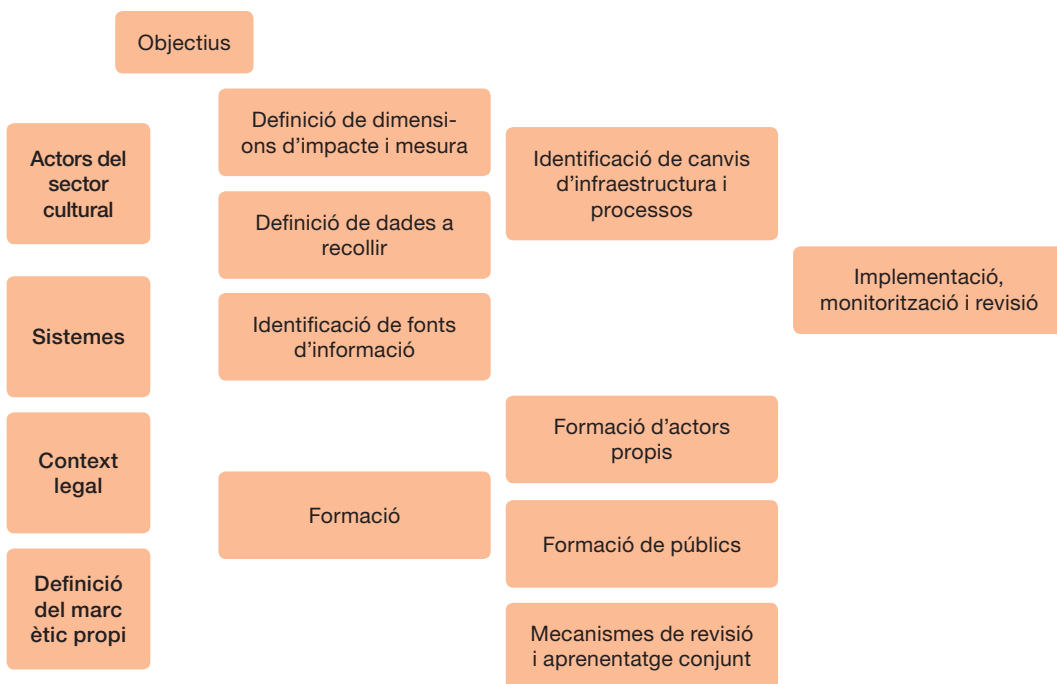 Objectius
Actors del
sector
cultural
Sistemes
Context
legal
Definició
del marc
ètic propi
Definició de dimensi-
ons d’impacte i mesura
Definició de dades a
recollir
Identificació de fonts
d’informació
Formació
Identificació de canvis
d’infraestructura i
processos
Formació d’actors
propis
Formació de públics
Mecanismes de revisió
i aprenentatge conjunt
Implementació,
monitorització i revisió